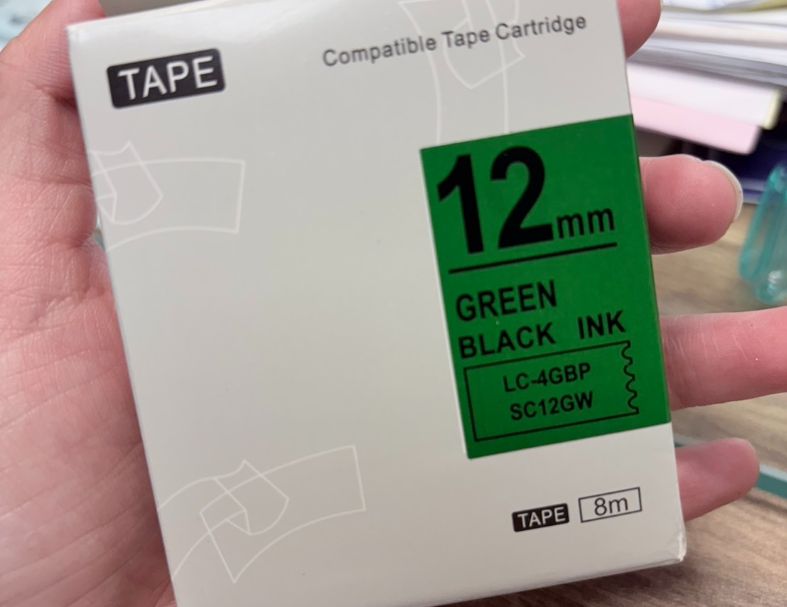 TAPE
Compatible Tape Cartridge
12mm
GREEN
BLACK INK
LC-4GBP
SC12GW
TAPE 8m